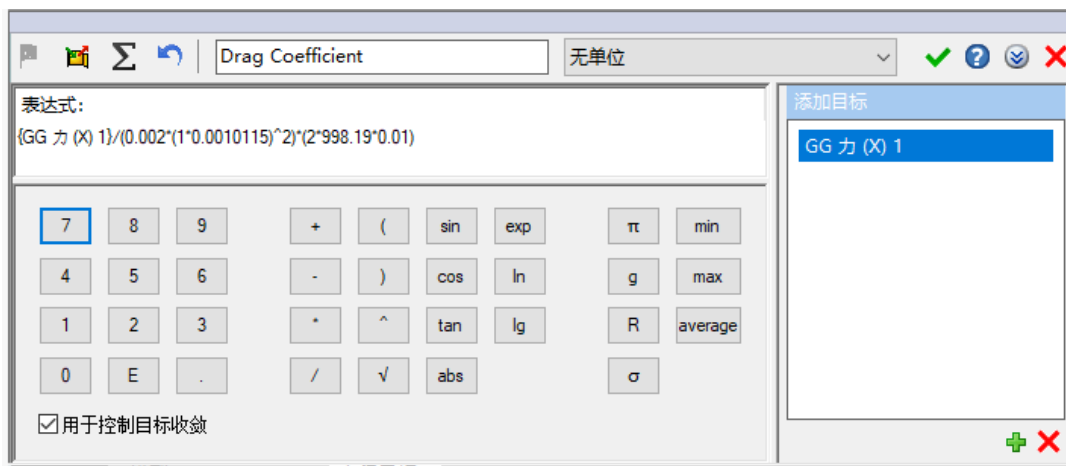 Drag Coefficient
无单位
表达式:
{GG 力 (X) 1}/(0.002*(1*0.0010115)^2)*(2*998.19*0.01)
添加目标
GG 力 (X) 1
7 8 9 + ( sin exp π min
4 5 6 - ) cos ln g max
1 2 3 * ^ tan lg R average
0 E . / √ abs σ
用于控制目标收敛